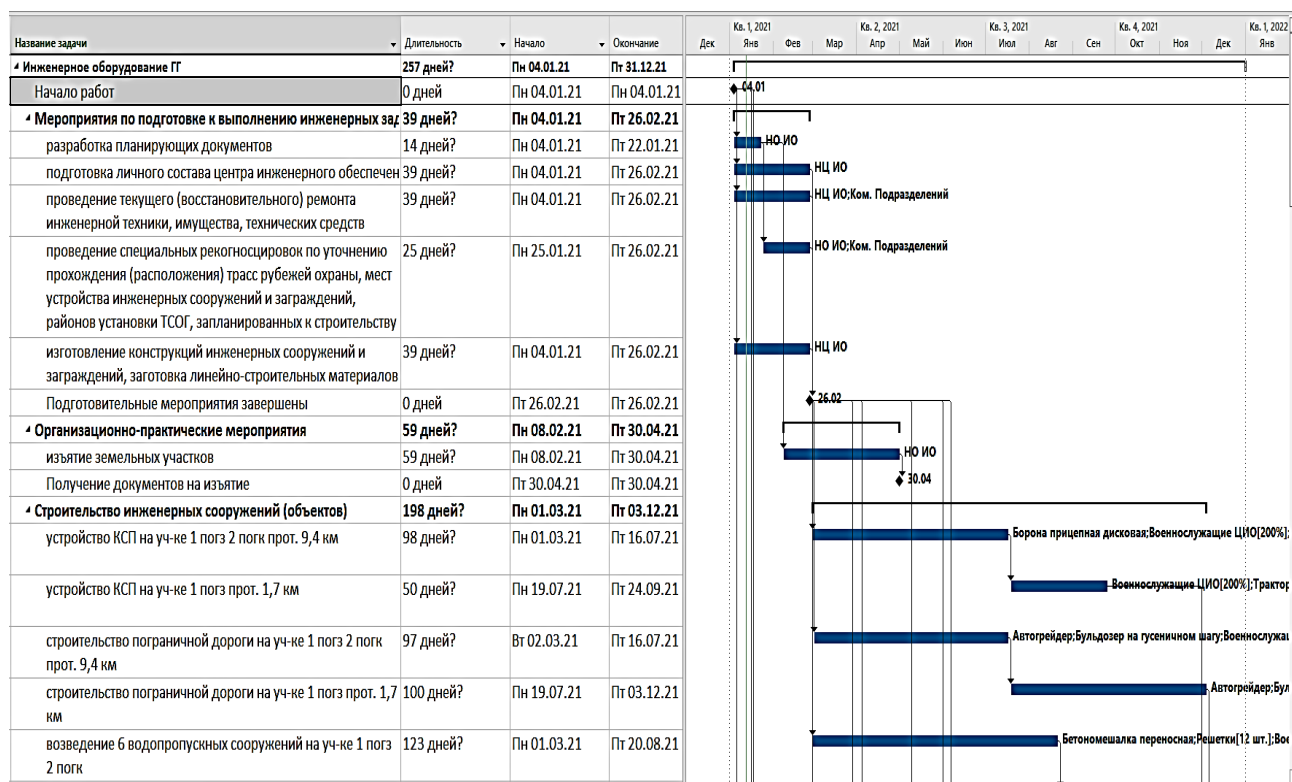 Кв. 1, 2021 Кв. 2, 2021 Кв. 3, 2021 Кв. 4, 2021 Кв. 1, 2022
Название задачи Длительность Начало Окончание Дек Янв Фев Мар Апр Май Июн Июл Авг Сен Окт Ноя Дек Янв
Инженерное оборудование ГГ 257 дней? Пн 04.01.21 Пт 31.12.21
Начало работ 0 дней Пн 04.01.21 Пн 04.01.21 04.01
Мероприятия по подготовке к выполнению инженерных зад 39 дней? Пн 04.01.21 Пт 26.02.21
разработка планирующих документов 14 дней? Пн 04.01.21 Пт 22.01.21 НО ИО
подготовка личного состава центра инженерного обеспечен 39 дней? Пн 04.01.21 Пт 26.02.21 НЦ ИО
проведение текущего (восстановительного) ремонта 39 дней? Пн 04.01.21 Пт 26.02.21 НЦ ИО;Ком. Подразделений
инженерной техники, имущества, технических средств
проведение специальных рекогносцировок по уточнению 25 дней? Пн 25.01.21 Пт 26.02.21 НО ИО;Ком. Подразделений
прохождения (расположения) трасс рубежей охраны, мест
устройства инженерных сооружений и заграждений,
районов установки ТСОГ, запланированных к строительству
изготовление конструкций инженерных сооружений и 39 дней? Пн 04.01.21 Пт 26.02.21 НЦ ИО
заграждений, заготовка линейно-строительных материалов
Подготовительные мероприятия завершены 0 дней Пт 26.02.21 Пт 26.02.21 26.02
Организационно-практические мероприятия 59 дней? Пн 08.02.21 Пт 30.04.21
изъятие земельных участков 59 дней? Пн 08.02.21 Пт 30.04.21 НО ИО
Получение документов на изъятие 0 дней Пт 30.04.21 Пт 30.04.21 30.04
Строительство инженерных сооружений (объектов) 198 дней? Пн 01.03.21 Пт 03.12.21
устройство КСП на уч-ке 1 погз 2 погк прот. 9,4 км 98 дней? Пн 01.03.21 Пт 16.07.21 Борона прицепная дисковая;Военнослужащие ЦИО[200%];
устройство КСП на уч-ке 1 погз прот. 1,7 км 50 дней? Пн 19.07.21 Пт 24.09.21 Военнослужащие ЦИО[200%];Трактор
строительство пограничной дороги на уч-ке 1 погз 2 погк 97 дней? Вт 02.03.21 Пт 16.07.21 Автогрейдер;Бульдозер на гусеничном шагу;Военнослужа
прот. 9,4 км
строительство пограничной дороги на уч-ке 1 погз прот. 1,7 100 дней? Пн 19.07.21 Пт 03.12.21 Автогрейдер;Бул
км
возведение 6 водопропускных сооружений на уч-ке 1 погз 123 дней? Пн 01.03.21 Пт 20.08.21 Бетономешалка переносная;Решетки[12 шт.];Вое
2 погк